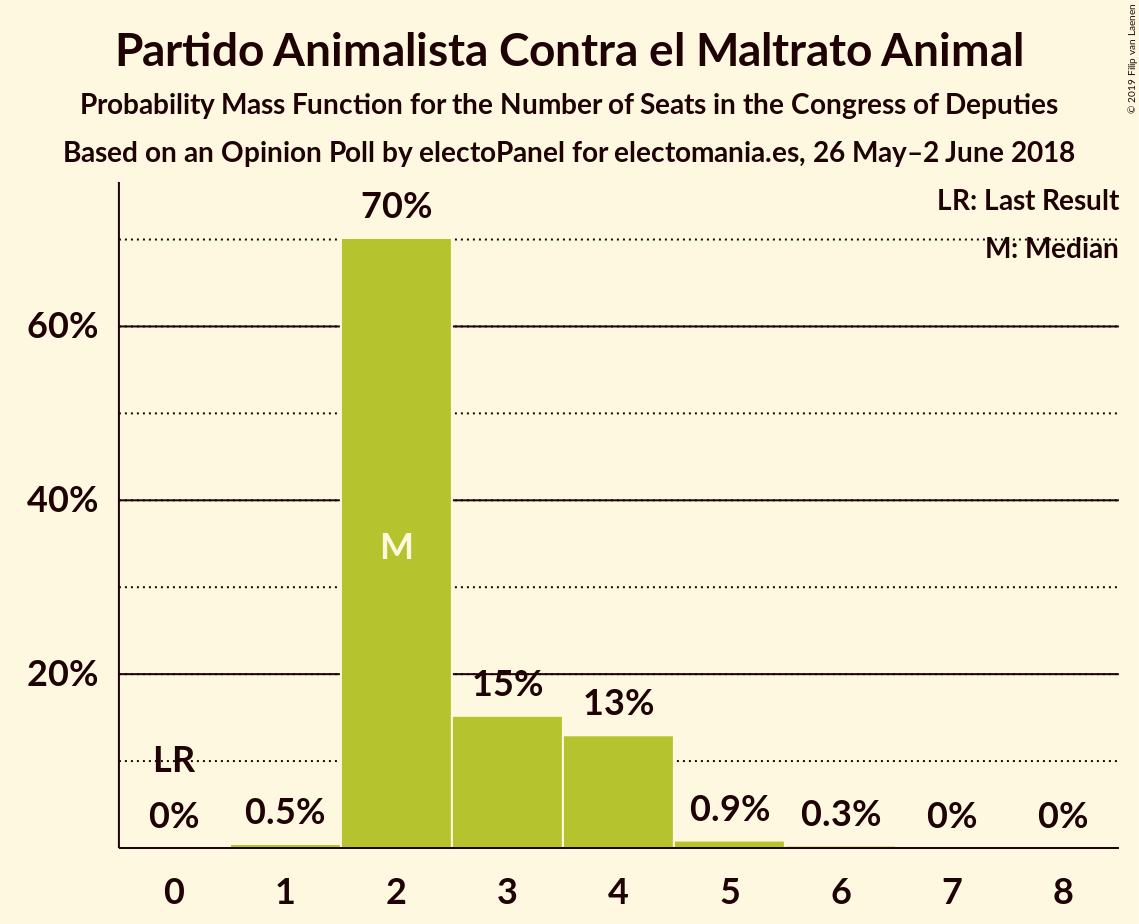 Partido Animalista Contra el Maltrato Animal
Probability Mass Function for the Number of Seats in the Congress of Deputies
Based on an Opinion Poll by electoPanel for electomania.es, 26 May–2 June 2018
© 2019 Filip van Laenen
LR: Last Result
M: Median
70%
60%
40%
M
20%
15%
13%
LR
0%
0.5%
0.9%
0.3%
0%
0%
0 1 2 3 4 5 6 7 8